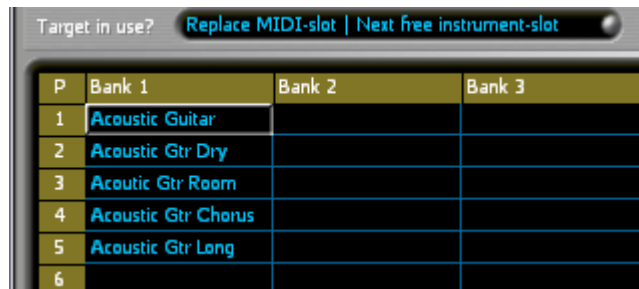 Target in use? Replace MIDI-slot | Next free instrument-slot
P Bank 1 Bank 2 Bank 3
1 Acoustic Guitar
2 Acoustic Gtr Dry
3 Acoutic Gtr Room
4 Acoustic Gtr Chorus
5 Acoustic Gtr Long
6